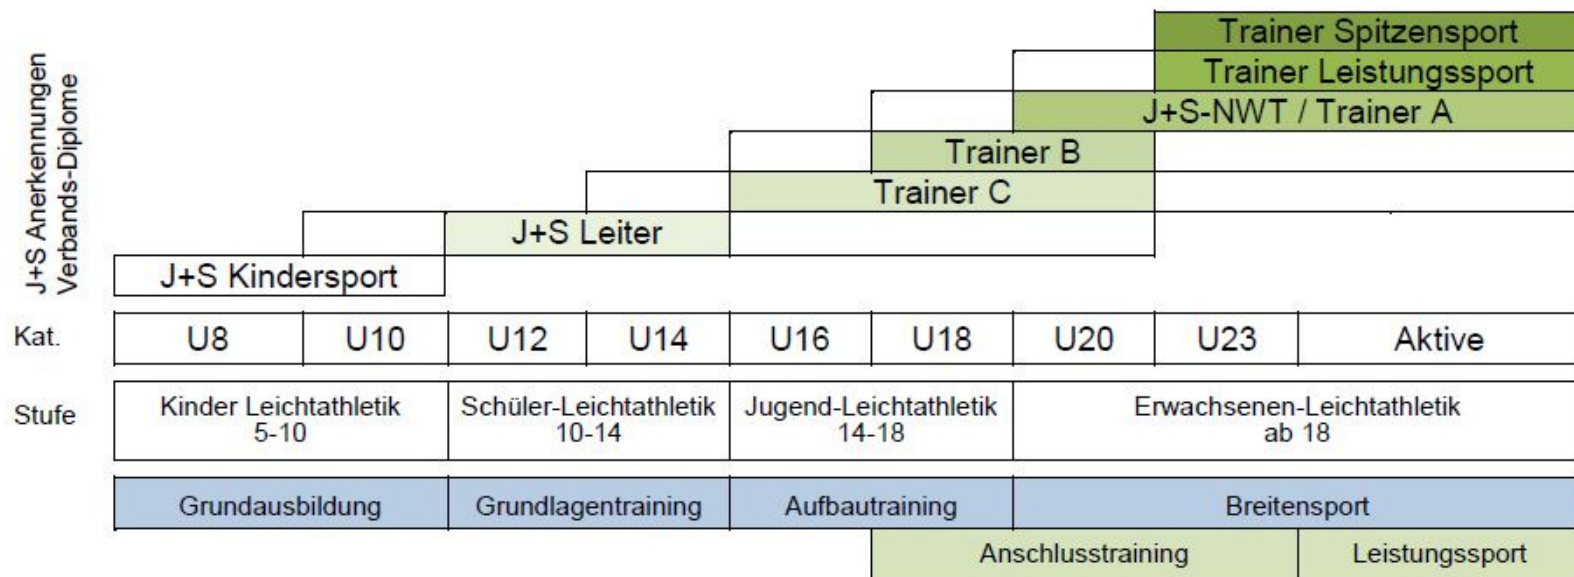 J+S Anerkennungen
Verbands-Diplome
Trainer Spitzensport
Trainer Leistungssport
J+S-NWT / Trainer A
Trainer B
Trainer C
J+S Leiter
J+S Kindersport
Kat. U8 U10 U12 U14 U16 U18 U20 U23 Aktive
Stufe
Kinder Leichtathletik
5-10
Schüler-Leichtathletik
10-14
Jugend-Leichtathletik
14-18
Erwachsenen-Leichtathletik
ab 18
Grundausbildung Grundlagentraining Aufbautraining Breitensport
Anschlusstraining Leistungssport